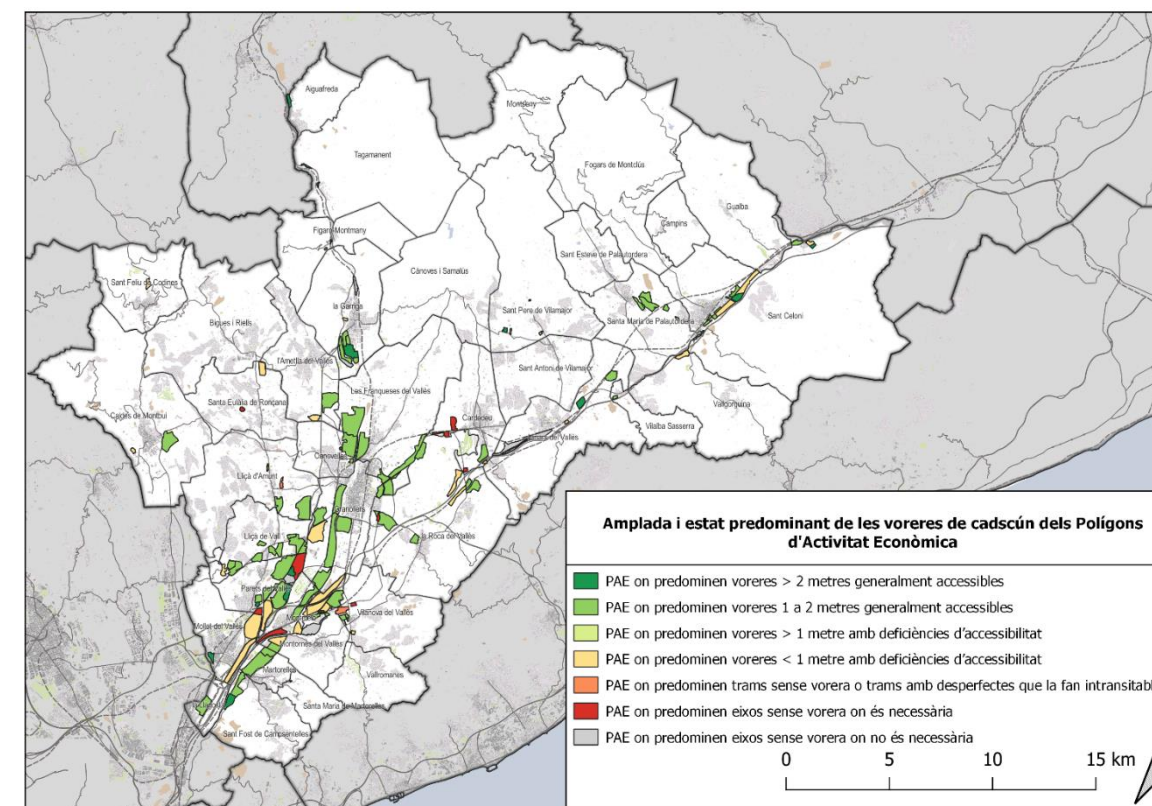 Aiguafreda
Montseny
Tagamanent
Fogars de Montclús
Gualba
Campins
Figaró-Montmany
Cànoves i Samalús
Sant Esteve de Palautordera
Sant Feliu de Codines
la Garriga
Sant Pere de Vilamajor
Santa Maria de Palautordera
Sant Celoni
Bigues i Riells
l'Ametlla del Vallès
Sant Antoni de Vilamajor
Les Franqueses del Vallès
Santa Eulàlia de Ronçana
Vallgorguina
Caldes de Montbui
Cardedeu
Vilalba Sasserra
Canovelles
Lliçà d'Amunt
Granollers
Lliçà de Vall
la Roca del Vallès
Parets del Vallès
Vilanova del Vallès
Mollet del Vallès
Montornès del Vallès
Martorelles
Vallromanes
Santa Maria de Martorelles
Sant Fost de Campsentelles
Amplada i estat predominant de les voreres de cadscún dels Polígons
d'Activitat Econòmica
PAE on predominen voreres > 2 metres generalment accessibles
PAE on predominen voreres 1 a 2 metres generalment accessibles
PAE on predominen voreres > 1 metre amb deficiències d'accessibilitat
PAE on predominen voreres < 1 metre amb deficiències d'accessibilitat
PAE on predominen trams sense vorera o trams amb desperfectes que la fan intransitabl
PAE on predominen eixos sense vorera on és necessària
PAE on predominen eixos sense vorera on no és necessària
0 5 10 15 km